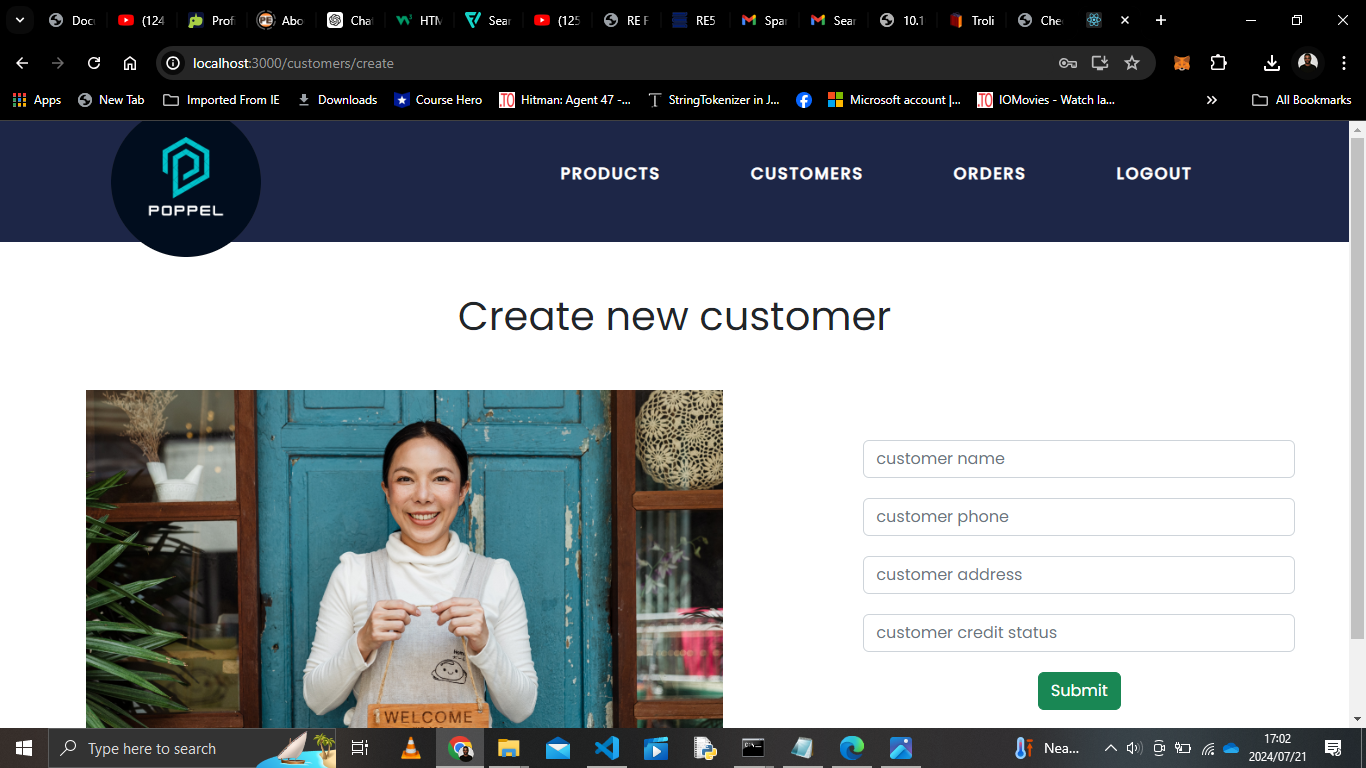 Doc
(124
Profi
Abo
Chat
HTM
Sear
(125
RE F
RE5
Spar
Sear
10.1
Troli
Che
localhost:3000/customers/create
Apps
New Tab
Imported From IE
Downloads
Course Hero
Hitman: Agent 47 -...
StringTokenizer in J...
Microsoft account |...
IOMovies - Watch la...
All Bookmarks
POPPEL
PRODUCTS
CUSTOMERS
ORDERS
LOGOUT
Create new customer
customer name
customer phone
customer address
customer credit status
Submit
WELCOME
Type here to search
Nea...
17:02
2024/07/21